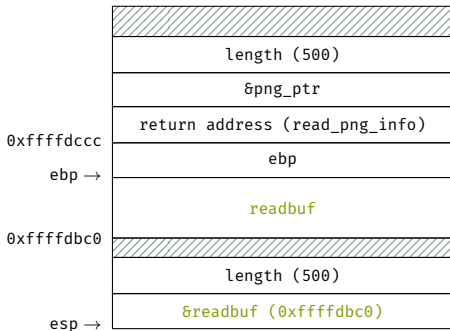 length (500)
&png_ptr
return address (read_png_info)
0xffffdccc
ebp
ebp →
readbuf
0xffffdbc0
length (500)
&readbuf (0xffffdbc0)
esp →